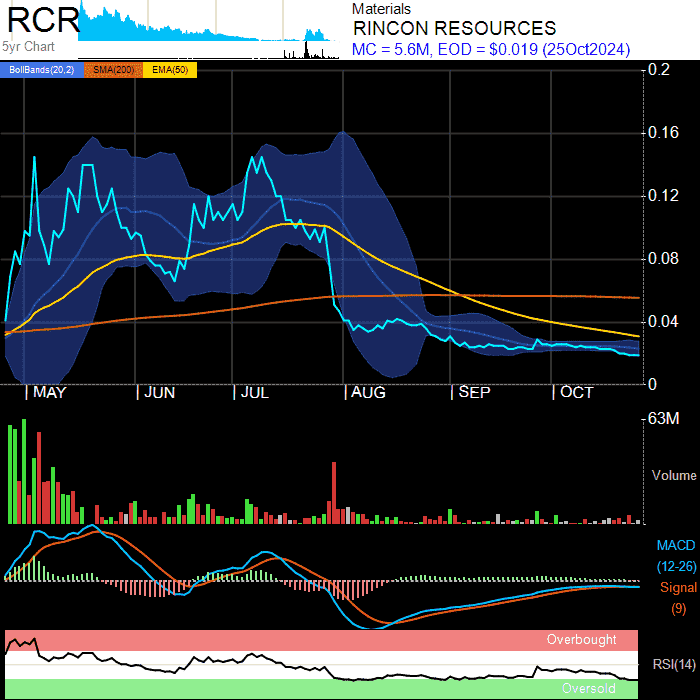 RCR
5yr Chart
Materials
RINCON RESOURCES
MC = 5.6M, EOD = $0.019 (25Oct2024)
BollBands(20,2) SMA(200) EMA(50)
0.2
0.16
0.12
0.08
0.04
0
MAY JUN JUL AUG SEP OCT
63M
Volume
MACD
(12-26)
Signal
(9)
Overbought
RSI(14)
Oversold